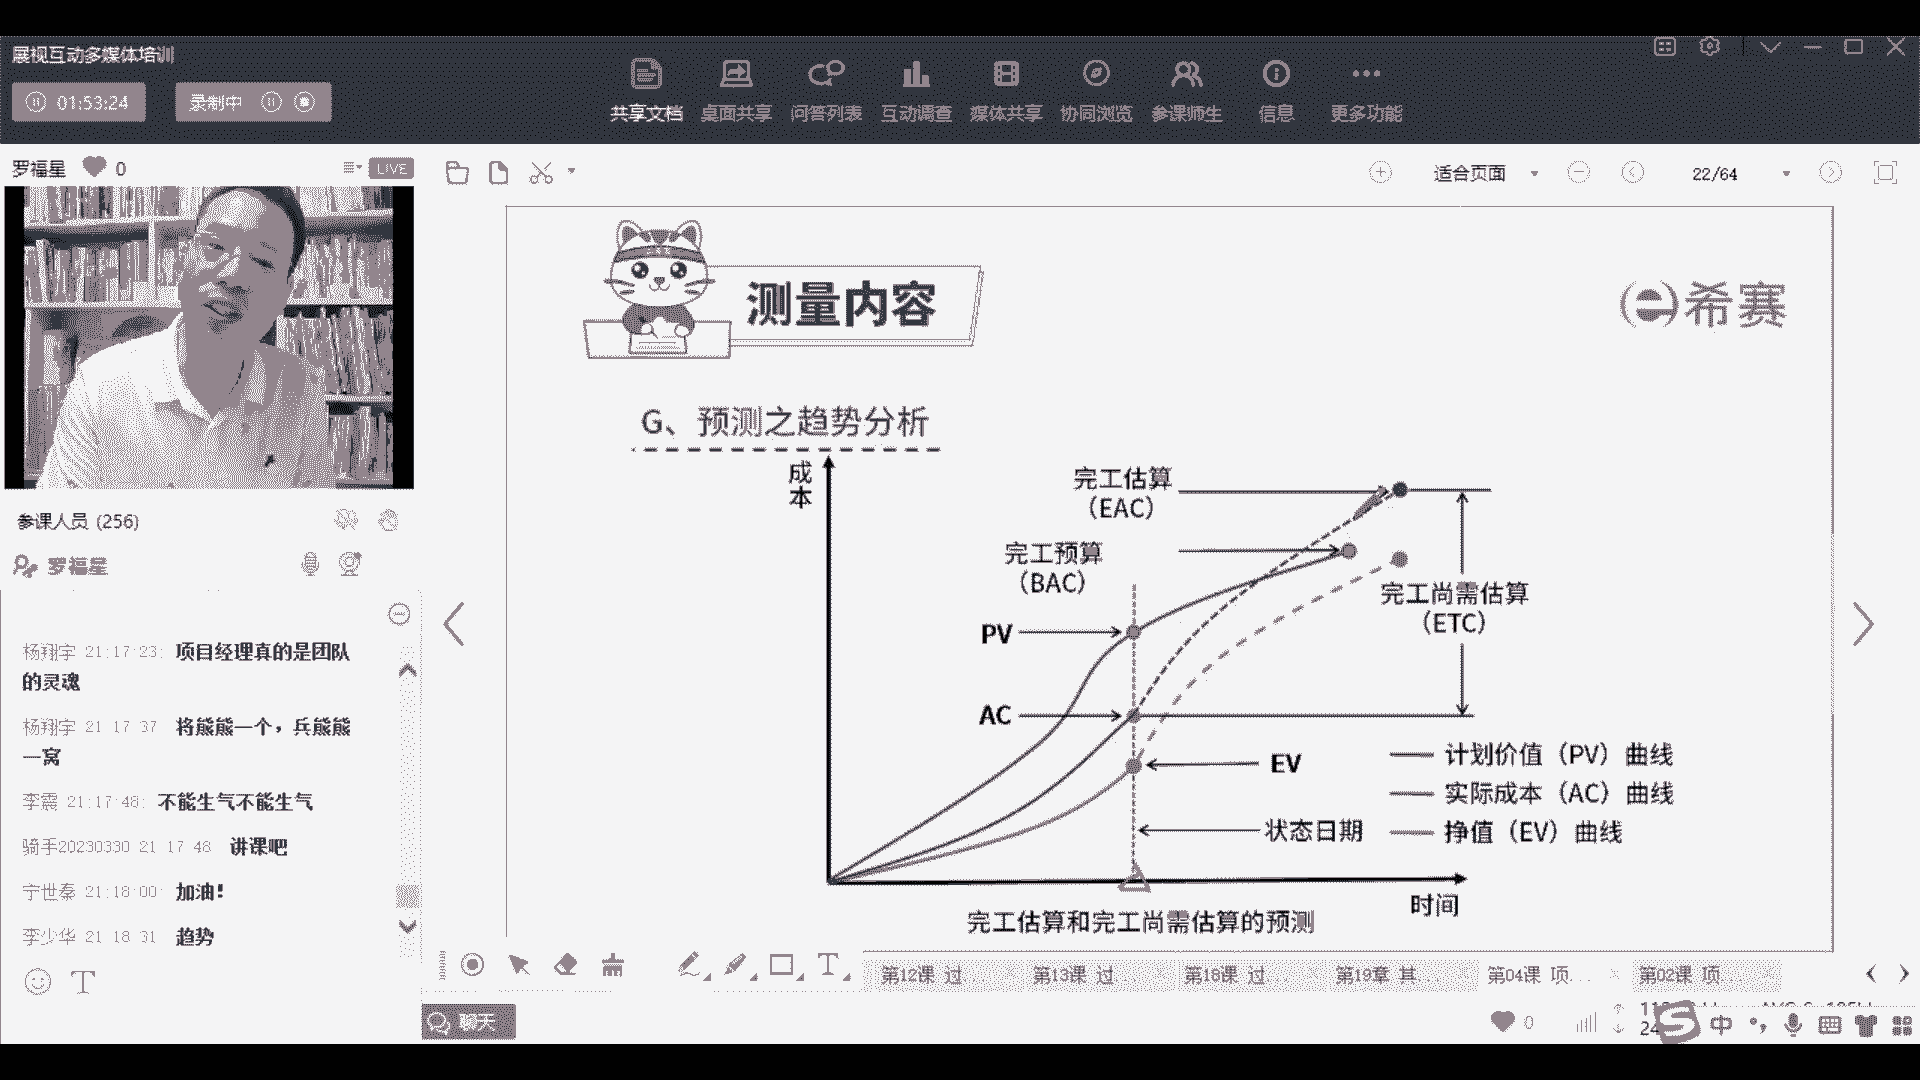 展视互动多媒体培训
01:53:24
录制中
共享文档
桌面共享
问答列表
互动调查
媒体共享
协同浏览
参课师生
信息
更多功能
罗福星
0
LIVE
适合页面
22/64
参课人员 (256)
罗福星
杨翔宇 21:17:23: 项目经理真的是团队
的灵魂
杨翔宇 21 17 37 将熊熊一个，兵熊熊
一窝
李震 21:17:48: 不能生气不能生气
骑手20230330 21 17 48 讲课吧
宁世秦 21:18:00: 加油!
李少华 21 18 31 趋势
聊天
测量内容
希赛
G、预测之趋势分析
成
本
完工估算
（EAC）
完工预算
（BAC）
完工尚需估算
（ETC）
PV
AC
EV
状态日期
计划价值（PV）曲线
实际成本（AC）曲线
挣值（EV）曲线
时间
完工估算和完工尚需估算的预测
T
第12课 过...
第13课 过...
第18课 过...
第19章 其...
第04课 项...
第02课 项...
0
中